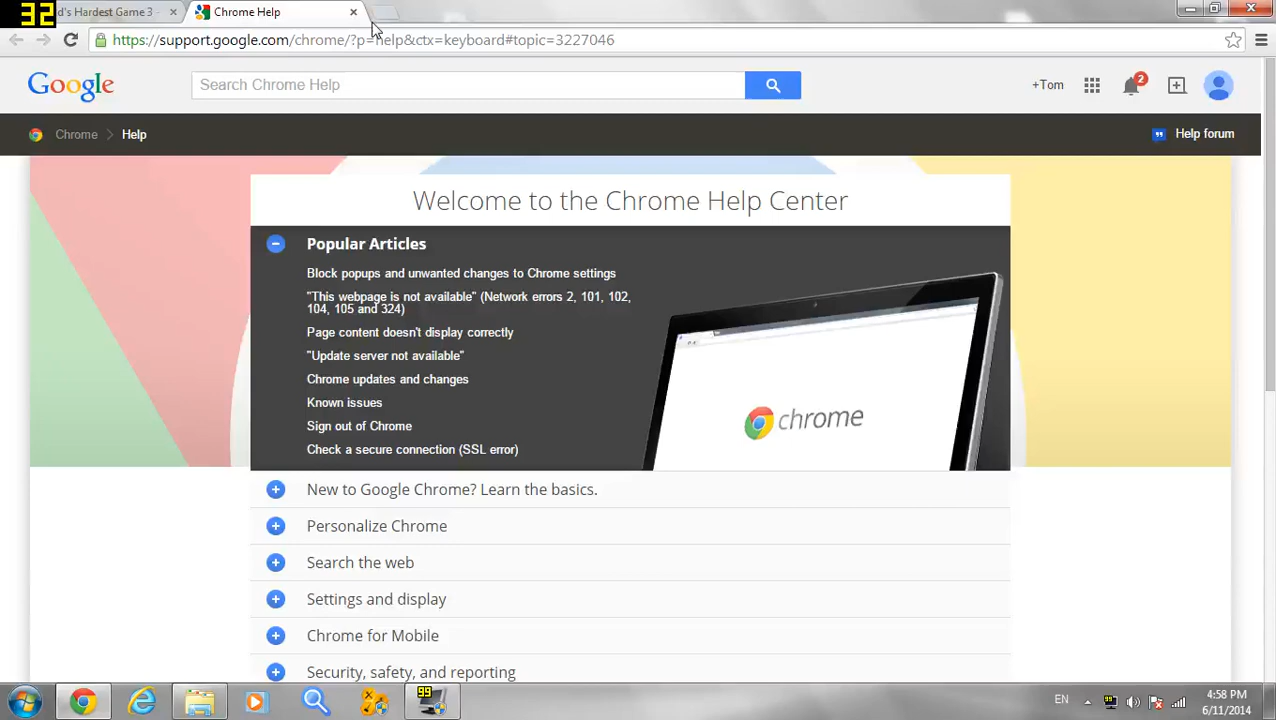 32
d's Hardest Game 3
Chrome Help
https://support.google.com/chrome/?p=help&ctx=keyboard#topic=3227046
Google
Search Chrome Help
+Tom
2
Chrome
Help
Help forum
Welcome to the Chrome Help Center
Popular Articles
Block popups and unwanted changes to Chrome settings
"This webpage is not available" (Network errors 2, 101, 102,
104, 105 and 324)
Page content doesn't display correctly
"Update server not available"
Chrome updates and changes
Known issues
Sign out of Chrome
Check a secure connection (SSL error)
chrome
New to Google Chrome? Learn the basics.
Personalize Chrome
Search the web
Settings and display
Chrome for Mobile
Security, safety, and reporting
99
EN
4:58 PM
6/11/2014